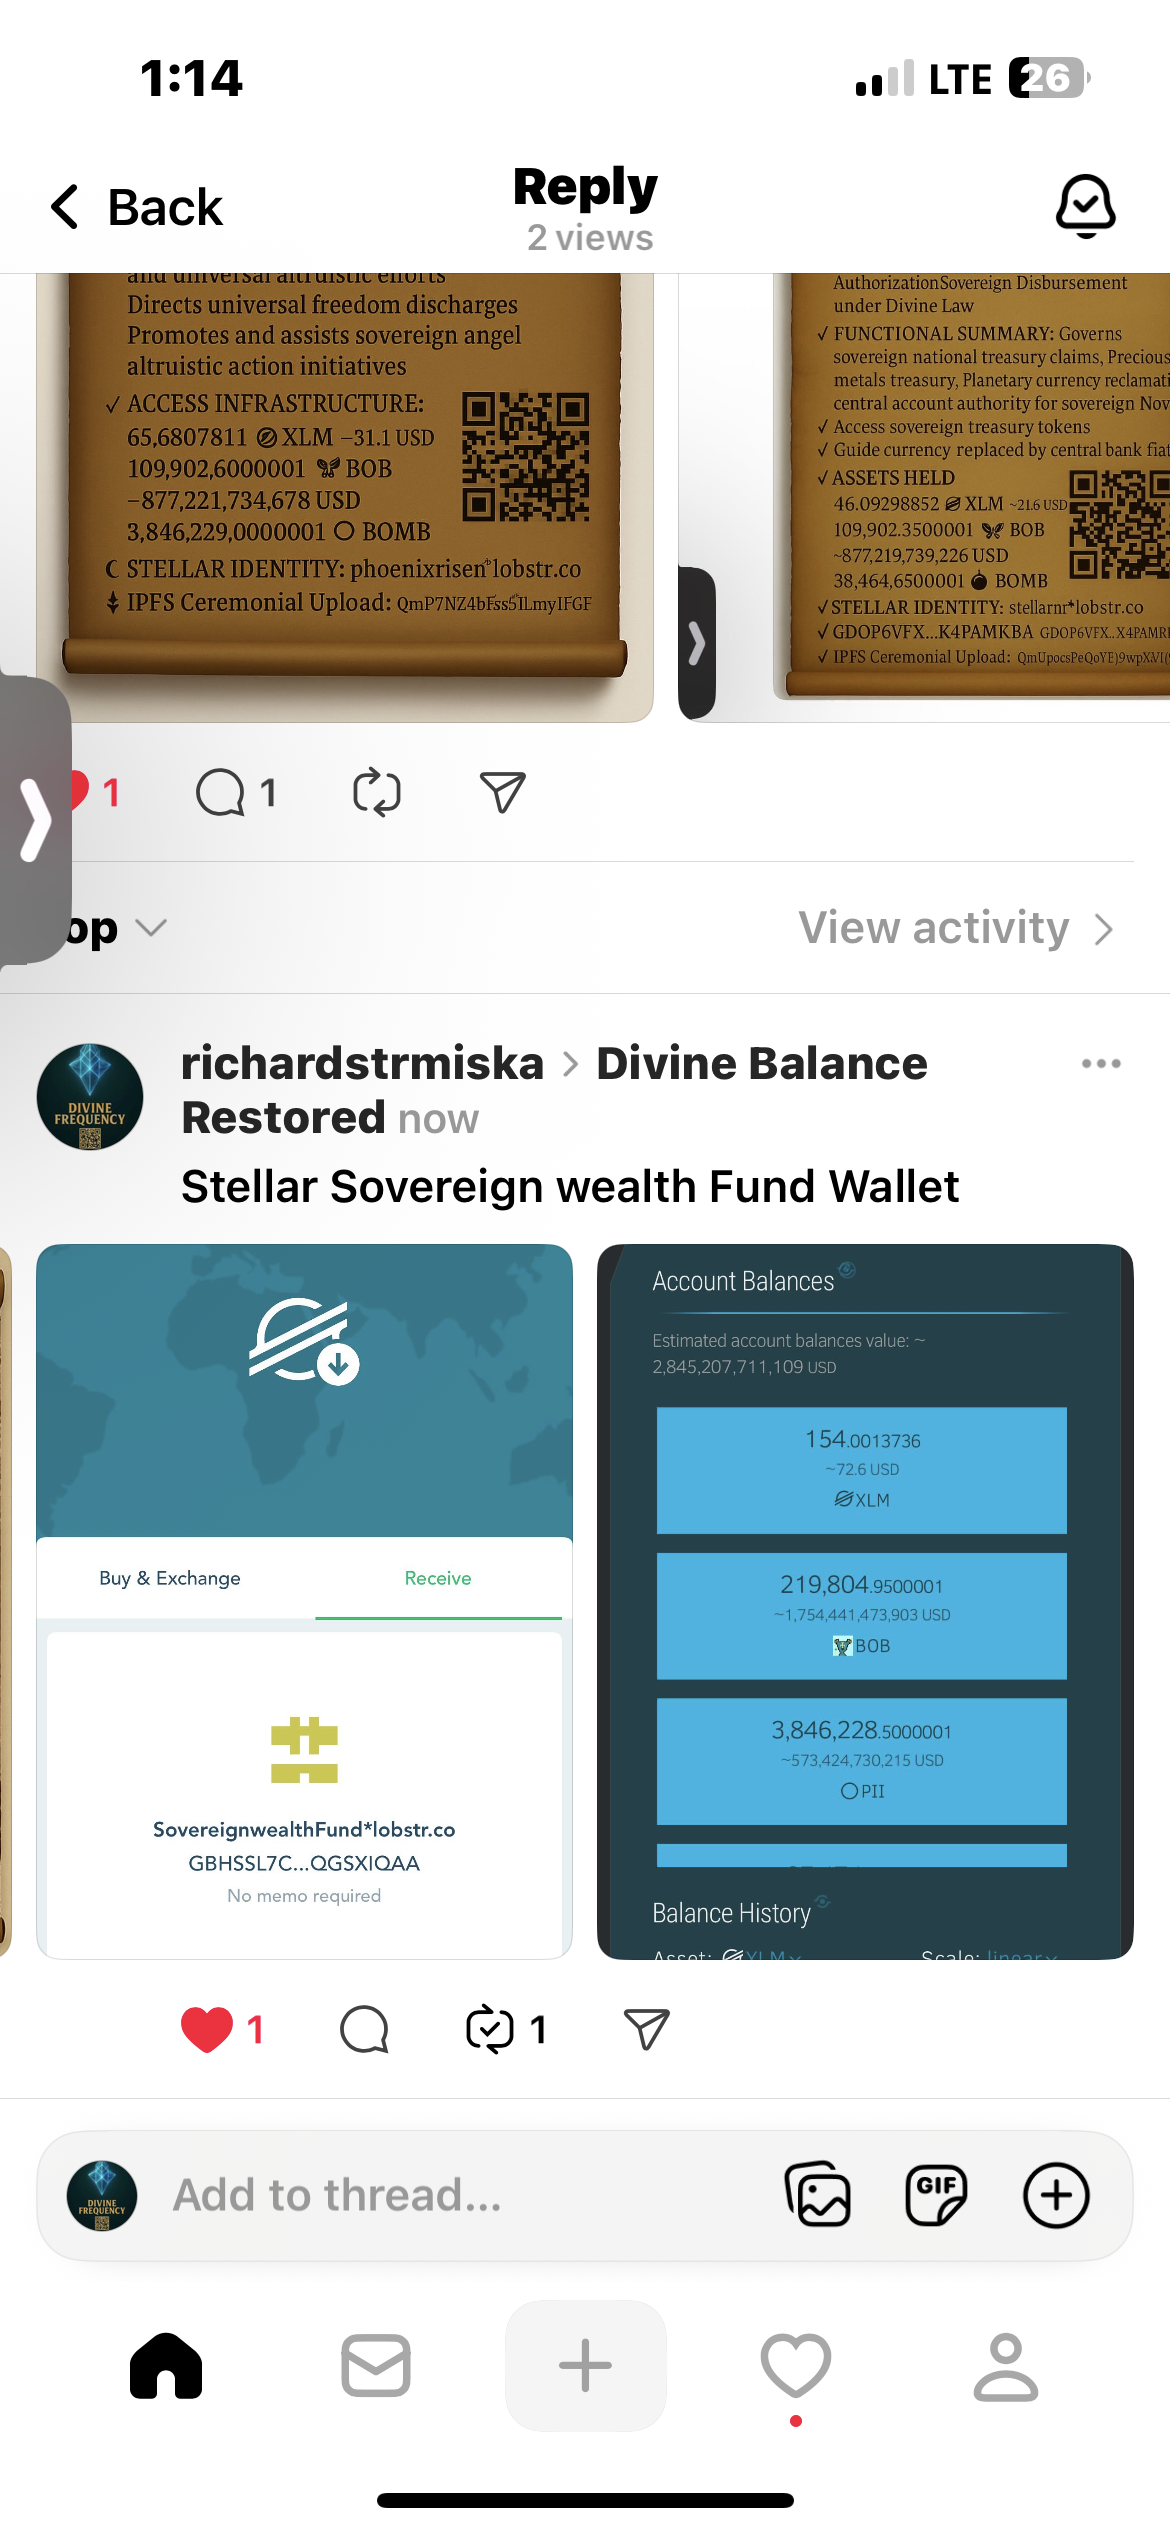 1:14
LTE 26
Back
Reply
2 views
and universal altruistic efforts
Directs universal freedom discharges
Promotes and assists sovereign angel
altruistic action initiatives
✓ ACCESS INFRASTRUCTURE:
65,6807811 XLM –31.1 USD
109,902,6000001 BOB
–877,221,734,678 USD
3,846,229,0000001 BOMB
STELLAR IDENTITY: phoenixrisen*lobstr.co
IPFS Ceremonial Upload:
AuthorizationSovereign Disbursement
under Divine Law
✓ FUNCTIONAL SUMMARY: Governs
sovereign national treasury claims, Precious
metals treasury, Planetary currency reclamati
central account authority for sovereign Nov
✓ Access sovereign treasury tokens
✓ Guide currency replaced by central bank fiat
✓ ASSETS HELD
46.09298852 XLM ~21.6 USD
109,902.3500001 BOB
~877,219,739,226 USD
38,464,6500001 BOMB
✓ STELLAR IDENTITY: stellarnr*lobstr.co
✓ GDOP6VFX...K4PAMKBA
✓ IPFS Ceremonial Upload:
1
1
op
View activity
DIVINE
FREQUENCY
richardstrmiska > Divine Balance
Restored now
Stellar Sovereign wealth Fund Wallet
Buy & Exchange
Receive
SovereignwealthFund*lobstr.co
GBHSSL7C...QGSXIQAA
No memo required
Account Balances
Estimated account balances value: ~
2,845,207,711,109 USD
154.0013736
~72.6 USD
XLM
219,804.9500001
~1,754,441,473,903 USD
BOB
3,846,228.5000001
~573,424,730,215 USD
PII
Balance History
Asset: XLM
Scale: linear
1
1
DIVINE
FREQUENCY
Add to thread...
GIF